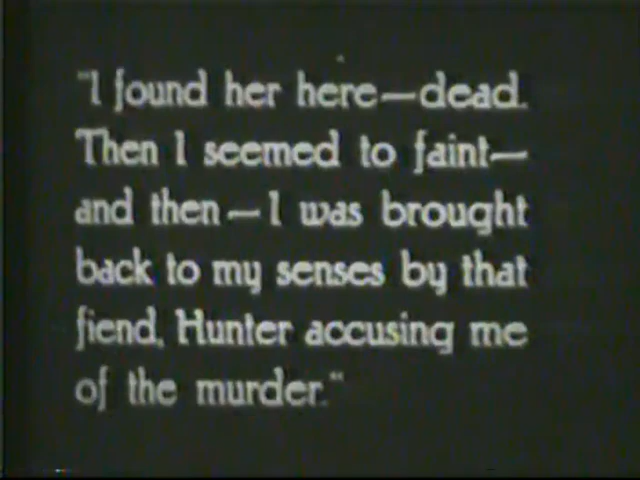 "I found her here—dead.
Then I seemed to faint—
and then—I was brought
back to my senses by that
fiend, Hunter accusing me
of the murder."